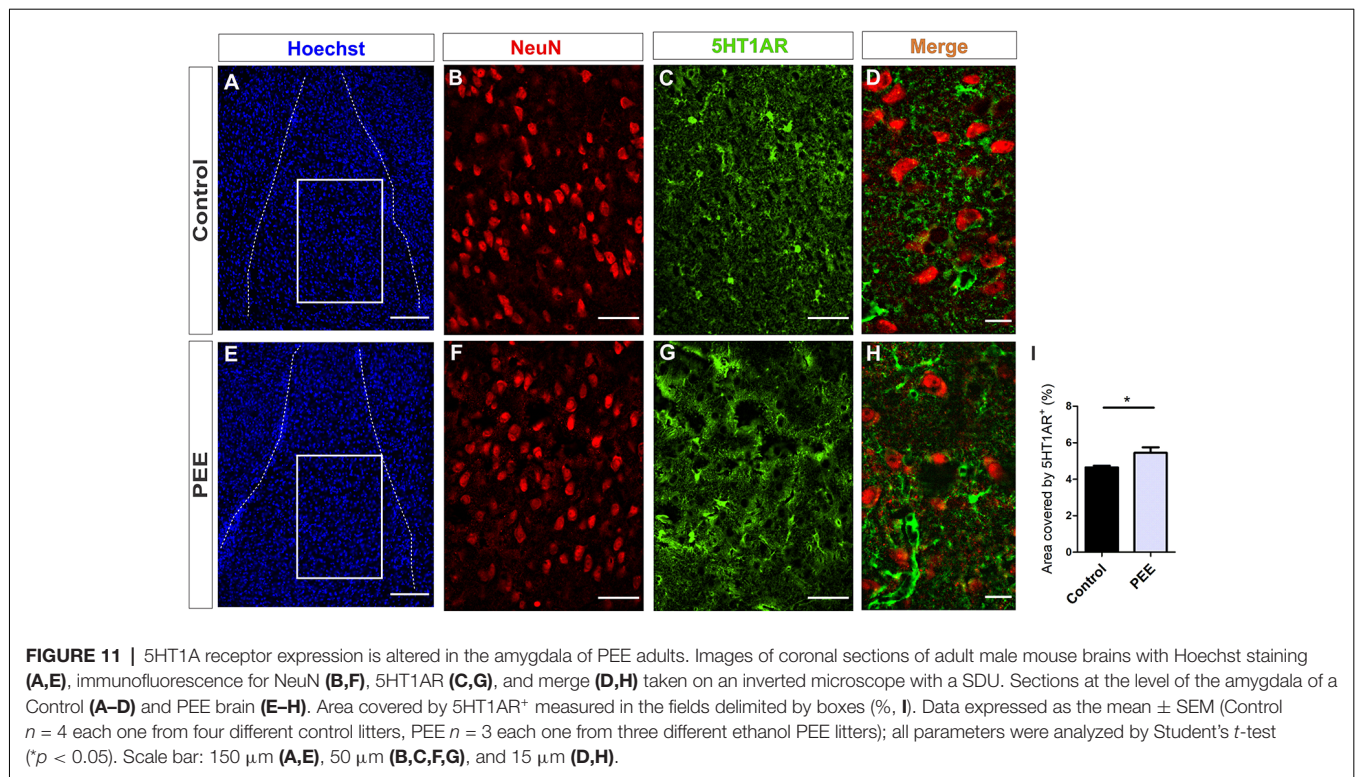 Hoechst NeuN 5HT1AR Merge
Control
A B C D
PEE
E F G H I
Area covered by 5HT1AR⁺ (%)
*
8
6
4
2
0
Control PEE
FIGURE 11 | 5HT1A receptor expression is altered in the amygdala of PEE adults. Images of coronal sections of adult male mouse brains with Hoechst staining
(A,E), immunofluorescence for NeuN (B,F), 5HT1AR (C,G), and merge (D,H) taken on an inverted microscope with a SDU. Sections at the level of the amygdala of a
Control (A–D) and PEE brain (E–H). Area covered by 5HT1AR⁺ measured in the fields delimited by boxes (%, I). Data expressed as the mean ± SEM (Control
n = 4 each one from four different control litters, PEE n = 3 each one from three different ethanol PEE litters); all parameters were analyzed by Student's t-test
(*p < 0.05). Scale bar: 150 μm (A,E), 50 μm (B,C,F,G), and 15 μm (D,H).